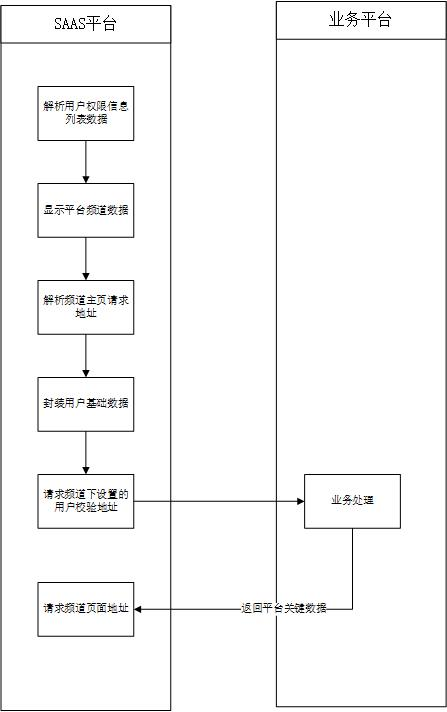 SAAS平台
业务平台
解析用户权限信息
列表数据
显示平台频道数据
解析频道主页请求
地址
封装用户基础数据
请求频道下设置的
用户校验地址
业务处理
请求频道页面地址
返回平台关键数据